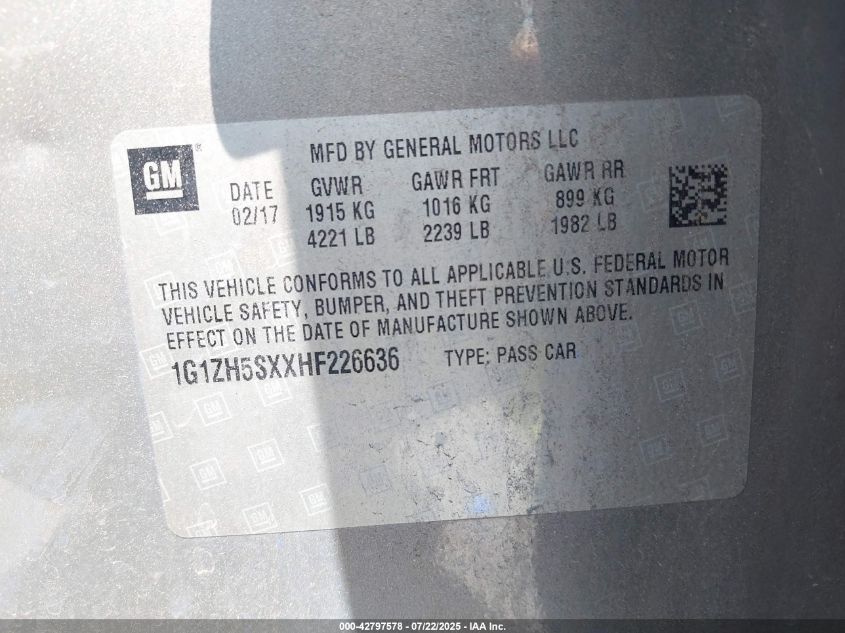 GM®
MFD BY GENERAL MOTORS LLC
DATE GVWR GAWR FRT GAWR RR
02/17 1915 KG 1016 KG 899 KG
4221 LB 2239 LB 1982 LB
THIS VEHICLE CONFORMS TO ALL APPLICABLE U.S. FEDERAL MOTOR
VEHICLE SAFETY, BUMPER, AND THEFT PREVENTION STANDARDS IN
EFFECT ON THE DATE OF MANUFACTURE SHOWN ABOVE.
1G1ZH5SXXHF226636 TYPE: PASS CAR
000-42797578 - 07/22/2025 - IAA Inc.